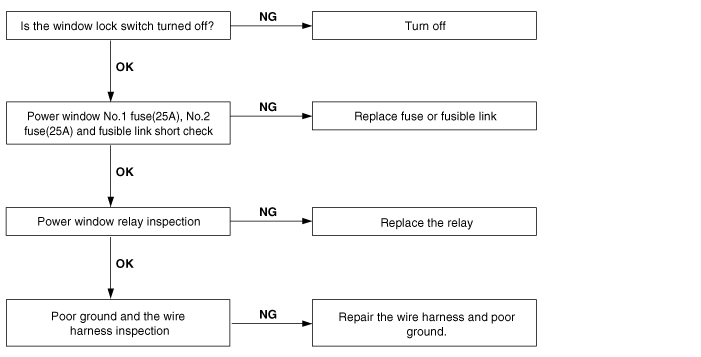 Is the window lock switch turned off?
NG
Turn off
OK
Power window No.1 fuse(25A), No.2
fuse(25A) and fusible link short check
NG
Replace fuse or fusible link
OK
Power window relay inspection
NG
Replace the relay
OK
Poor ground and the wire
harness inspection
NG
Repair the wire harness and poor
ground.